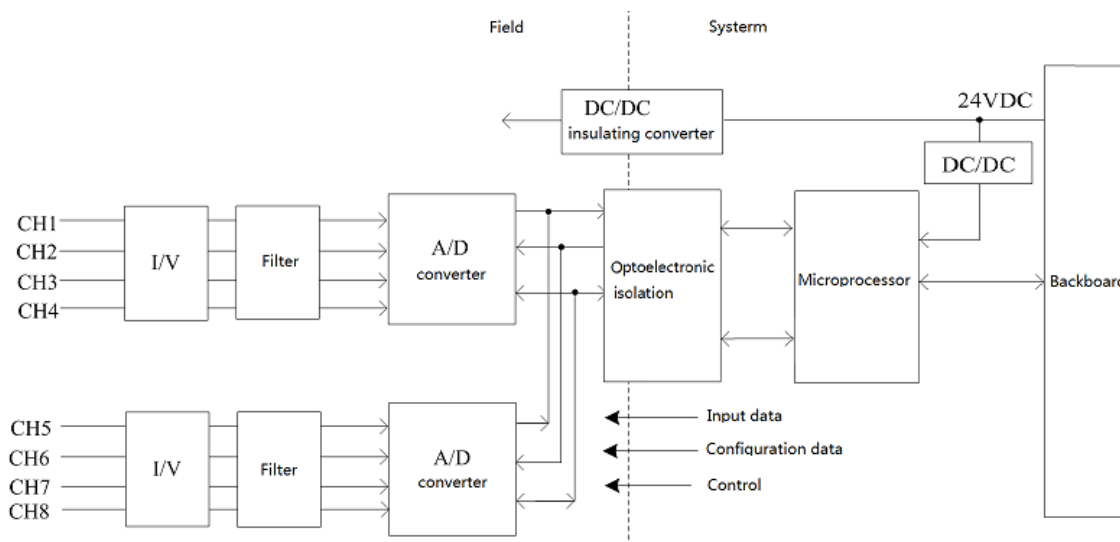 Field
Systerm
DC/DC
insulating converter
24VDC
DC/DC
CH1
CH2
CH3
CH4
I/V
Filter
A/D
converter
Optoelectronic
isolation
Microprocessor
Backboard
CH5
CH6
CH7
CH8
I/V
Filter
A/D
converter
Input data
Configuration data
Control